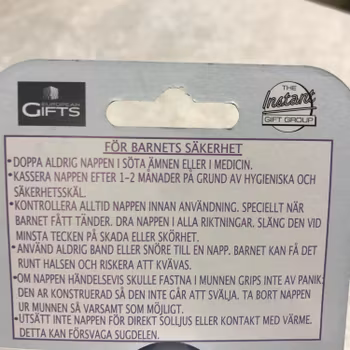 EUROPEAN
GIFTS
THE
Instant
GIFT GROUP
FÖR BARNETS SÄKERHET
•DOPPA ALDRIG NAPPEN I SÖTA ÄMNEN ELLER I MEDICIN.
•KASSERA NAPPEN EFTER 1-2 MÅNADER PÅ GRUND AV HYGIENISKA OCH
SÄKERHETSSKÄL.
•KONTROLLERA ALLTID NAPPEN INNAN ANVÄNDNING. SPECIELLT NÄR
BARNET FÅTT TÄNDER. DRA NAPPEN I ALLA RIKTNINGAR. SLÄNG DEN VID
MINSTA TECKEN PÅ SKADA ELLER SKÖRHET.
•ANVÄND ALDRIG BAND ELLER SNÖRE TILL EN NAPP. BARNET KAN FÅ DET
RUNT HALSEN OCH RISKERA ATT KVÄVAS.
•OM NAPPEN HÄNDELSEVIS SKULLE FASTNA I MUNNEN GRIPS INTE AV PANIK,
DEN AR KONSTRUERAD SÅ DEN INTE GÅR ATT SVÄLJA. TA BORT NAPPEN
UR MUNNEN SÅ VARSAMT SOM MÖJLIGT.
•UTSÄTT INTE NAPPEN FÖR DIREKT SOLLJUS ELLER KONTAKT MED VÄRME.
DETTA KAN FÖRSVAGA SUGDELEN.